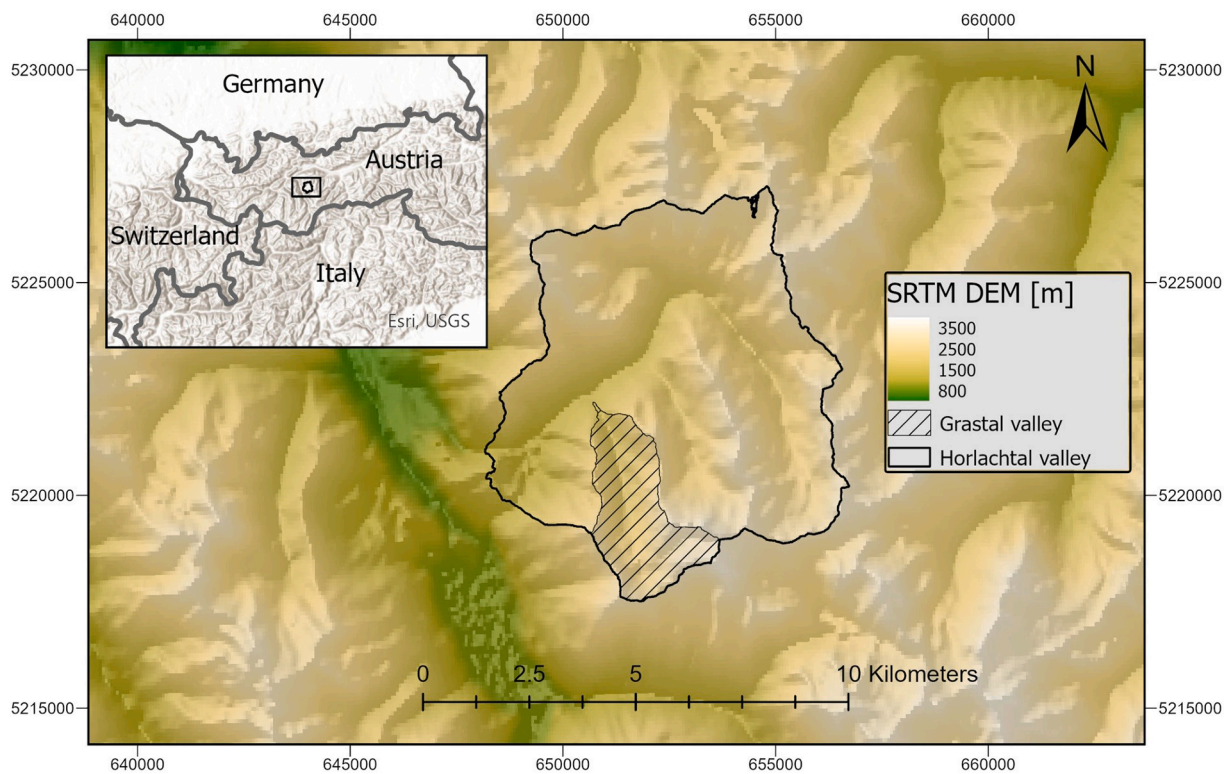 640000 645000 650000 655000 660000
5230000 5230000
N
Germany
Austria
Switzerland
Italy
Esri, USGS
5225000 5225000
SRTM DEM [m]
3500
2500
1500
800
Grastal valley
Horlachtal valley
5220000 5220000
0 2.5 5 10 Kilometers
5215000 5215000
640000 645000 650000 655000 660000